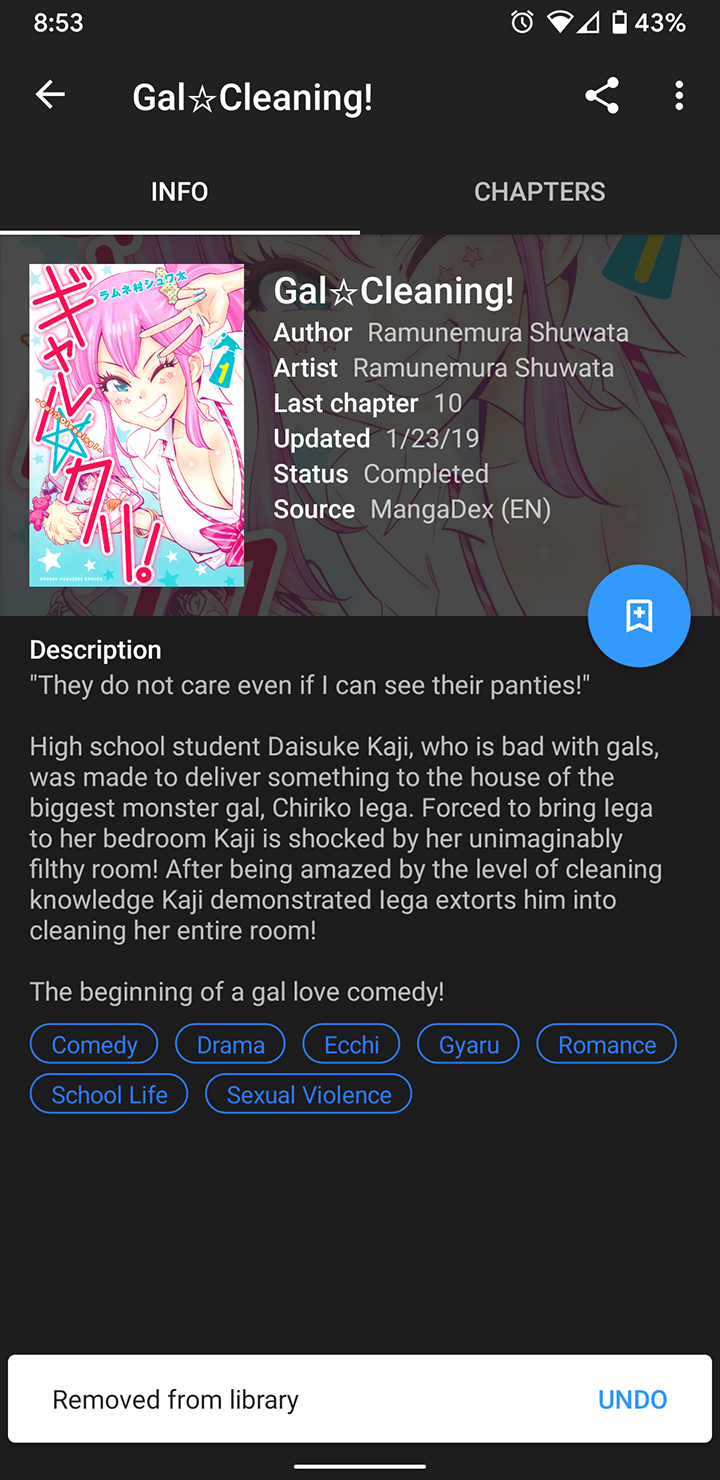 8:53
43%
Gal☆Cleaning!
INFO
CHAPTERS
ギャル☆クリ!!
ラムネ村シュワ太
1
Gal☆Cleaning!
Author Ramunemura Shuwata
Artist Ramunemura Shuwata
Last chapter 10
Updated 1/23/19
Status Completed
Source MangaDex (EN)
Description
"They do not care even if I can see their panties!"
High school student Daisuke Kaji, who is bad with gals,
was made to deliver something to the house of the
biggest monster gal, Chiriko Iega. Forced to bring Iega
to her bedroom Kaji is shocked by her unimaginably
filthy room! After being amazed by the level of cleaning
knowledge Kaji demonstrated Iega extorts him into
cleaning her entire room!
The beginning of a gal love comedy!
Comedy
Drama
Ecchi
Gyaru
Romance
School Life
Sexual Violence
Removed from library
UNDO